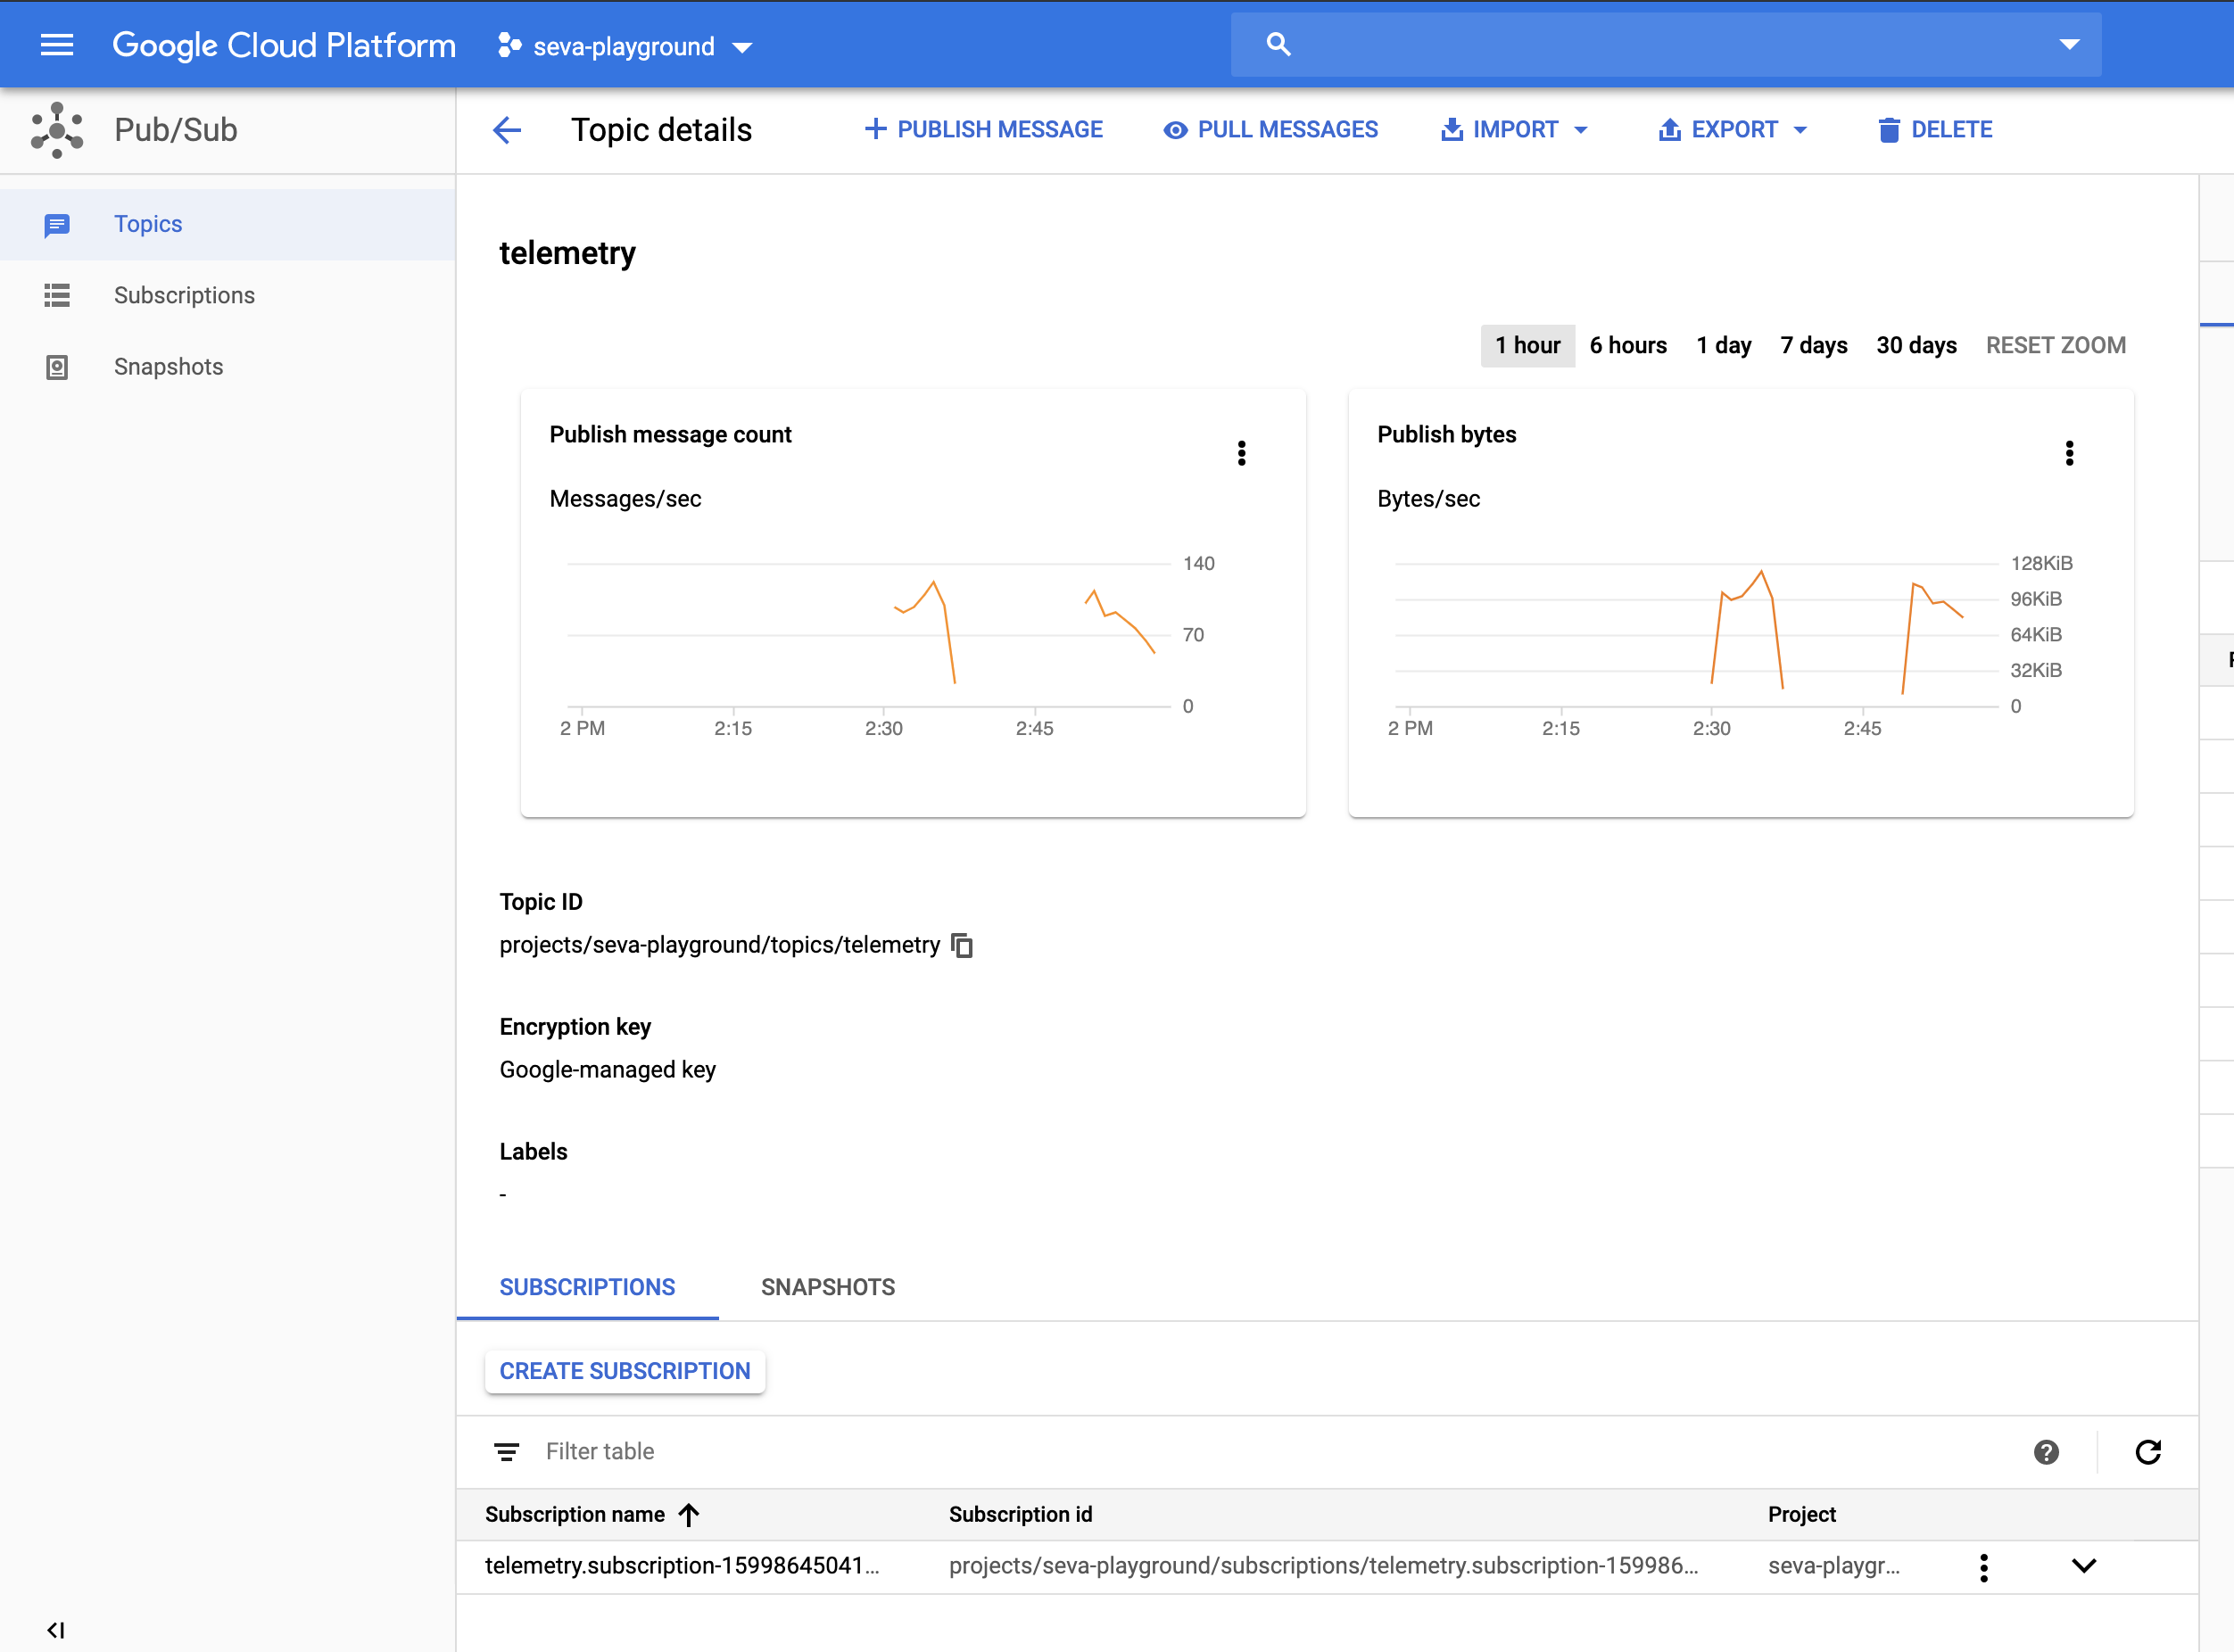 Google Cloud Platform seva-playground
Pub/Sub
Topics
Subscriptions
Snapshots
Topic details PUBLISH MESSAGE PULL MESSAGES IMPORT EXPORT DELETE
telemetry
1 hour 6 hours 1 day 7 days 30 days RESET ZOOM
Publish message count
Messages/sec
140
70
0
2 PM 2:15 2:30 2:45
Publish bytes
Bytes/sec
128KiB
96KiB
64KiB
32KiB
0
2 PM 2:15 2:30 2:45
Topic ID
projects/seva-playground/topics/telemetry
Encryption key
Google-managed key
Labels
-
SUBSCRIPTIONS SNAPSHOTS
CREATE SUBSCRIPTION
Filter table
Subscription name Subscription id Project
telemetry.subscription-15998645041... projects/seva-playground/subscriptions/telemetry.subscription-159986... seva-playgr...